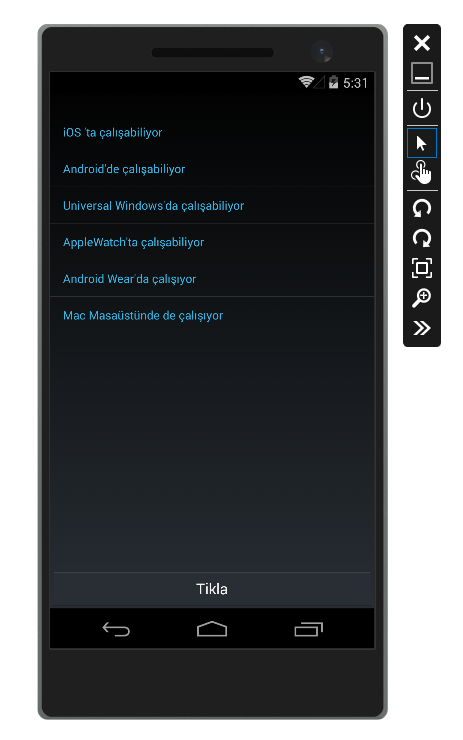 5:31
iOS 'ta çalışabiliyor
Android'de çalışabiliyor
Universal Windows'da çalışabiliyor
AppleWatch'ta çalışabiliyor
Android Wear'da çalışıyor
Mac Masaüstünde de çalışıyor
Tikla